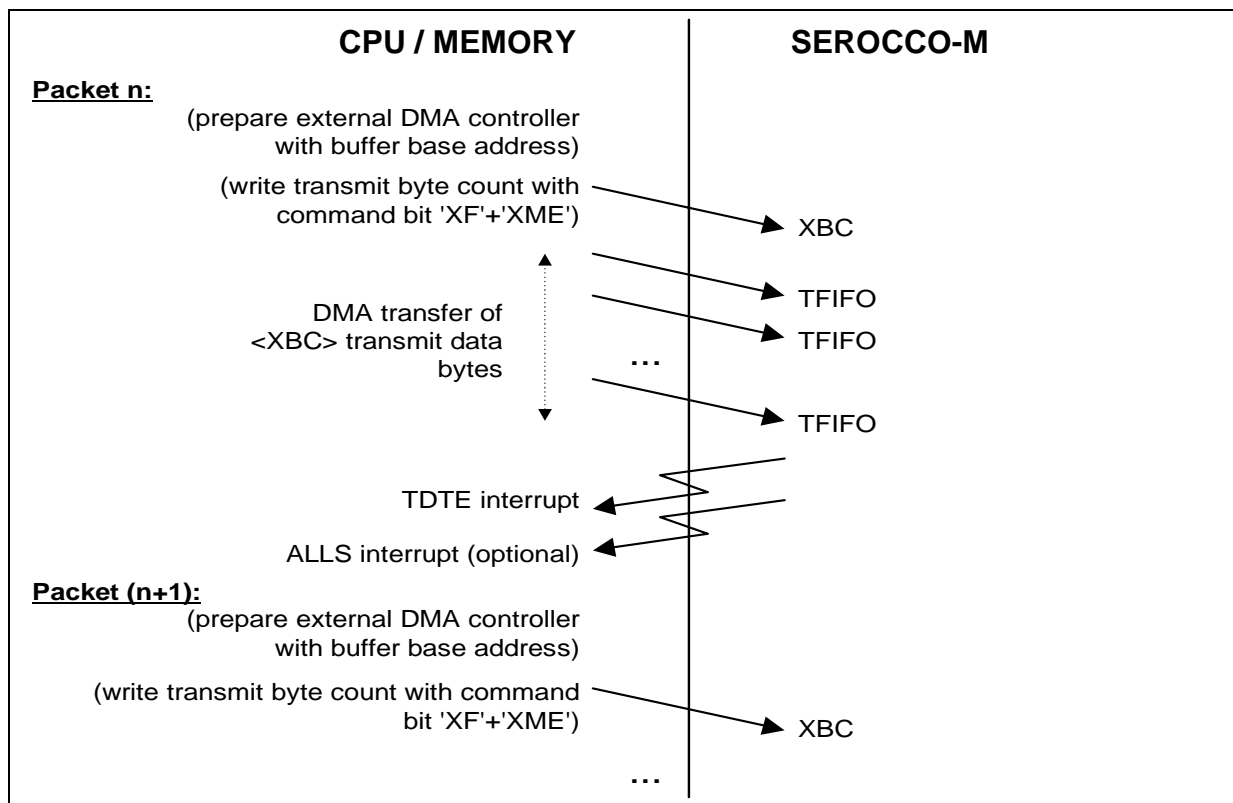 CPU / MEMORY
SEROCCO-M
Packet n:
(prepare external DMA controller
with buffer base address)
(write transmit byte count with
command bit 'XF'+'XME')
XBC
TFIFO
DMA transfer of
<XBC> transmit data
bytes
TFIFO
...
TFIFO
TDTE interrupt
ALLS interrupt (optional)
Packet (n+1):
(prepare external DMA controller
with buffer base address)
(write transmit byte count with command
bit 'XF'+'XME')
XBC
...